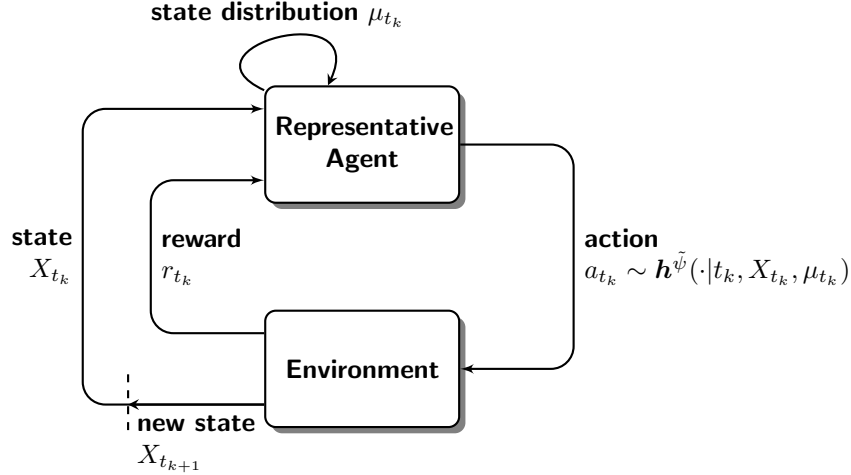 state distribution μ_{t_k}
Representative
Agent
state
X_{t_k}
reward
r_{t_k}
action
a_{t_k} ∼ h^{ψ̃}(·|t_k, X_{t_k}, μ_{t_k})
Environment
new state
X_{t_{k+1}}